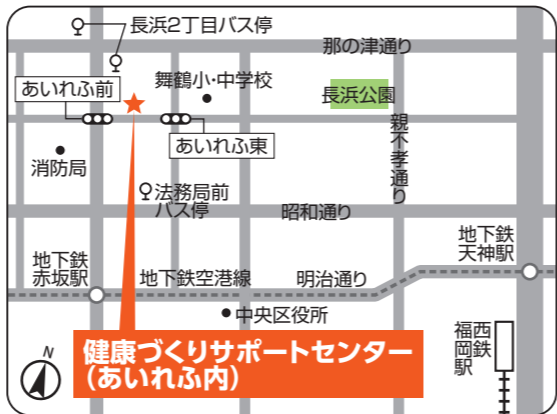 長浜2丁目バス停
那の津通り
あいれふ前
舞鶴小・中学校
長浜公園
あいれふ東
親不孝通り
消防局
法務局前
バス停
昭和通り
地下鉄
赤坂駅
地下鉄空港線
明治通り
地下鉄
天神駅
中央区役所
健康づくりサポートセンター
(あいれふ内)
西鉄
福岡駅
N